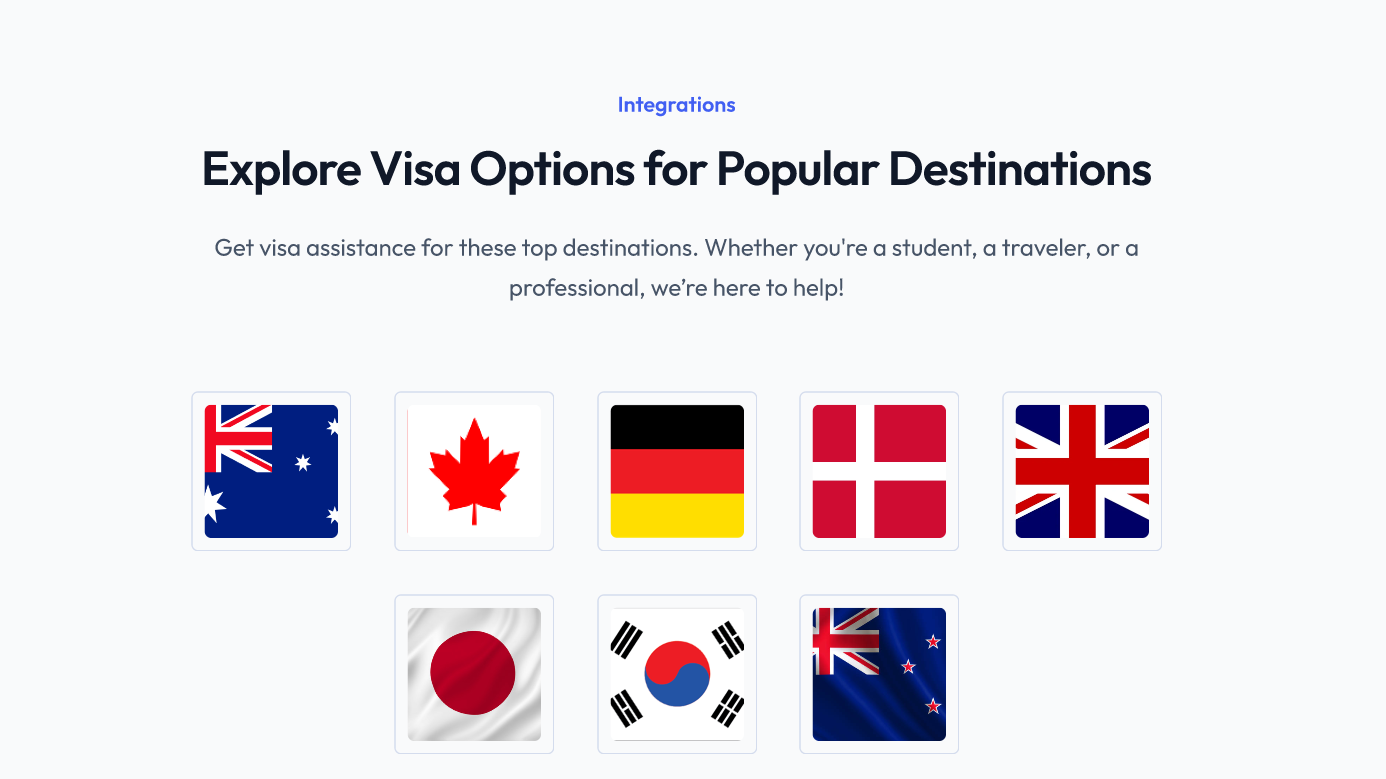 Integrations
Explore Visa Options for Popular Destinations
Get visa assistance for these top destinations. Whether you're a student, a traveler, or a
professional, we’re here to help!